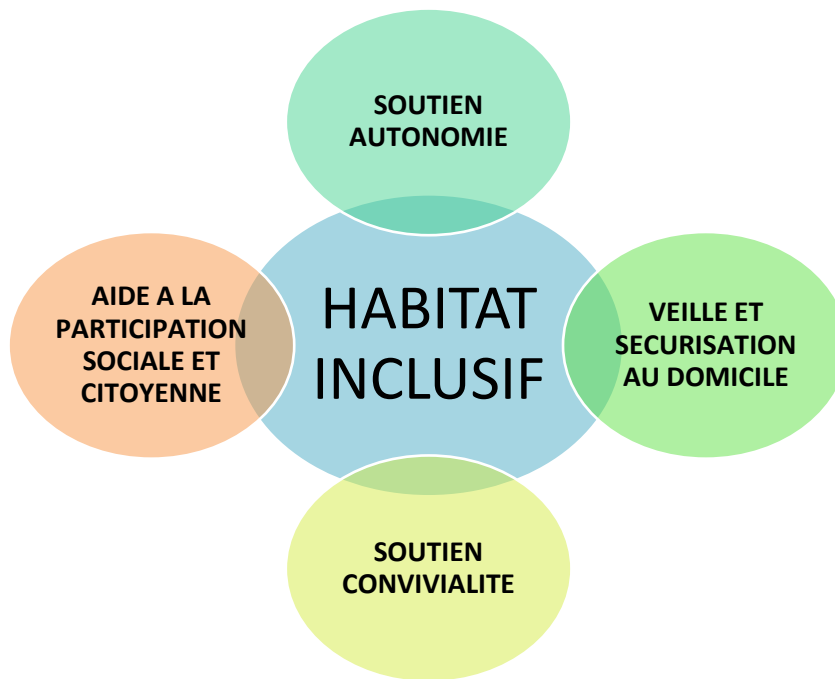 SOUTIEN
AUTONOMIE
AIDE A LA
PARTICIPATION
SOCIALE ET
CITOYENNE
HABITAT
INCLUSIF
VEILLE ET
SECURISATION
AU DOMICILE
SOUTIEN
CONVIVIALITE